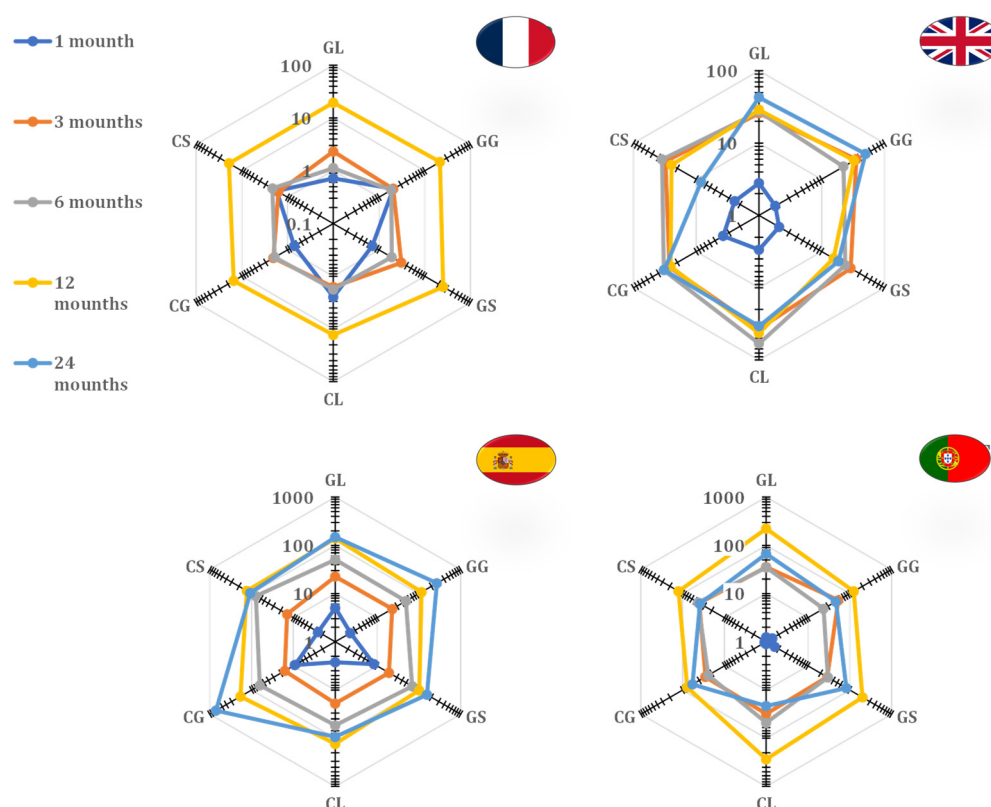 1 mounth
3 mounths
6 mounths
12
mounths
24
mounths
GL
100
10
1
0.1
CS
GG
CG
GS
CL
GL
100
10
1
CS
GG
CG
GS
CL
GL
1000
100
10
1
CS
GG
CG
GS
CL
GL
1000
100
10
1
CS
GG
CG
GS
CL